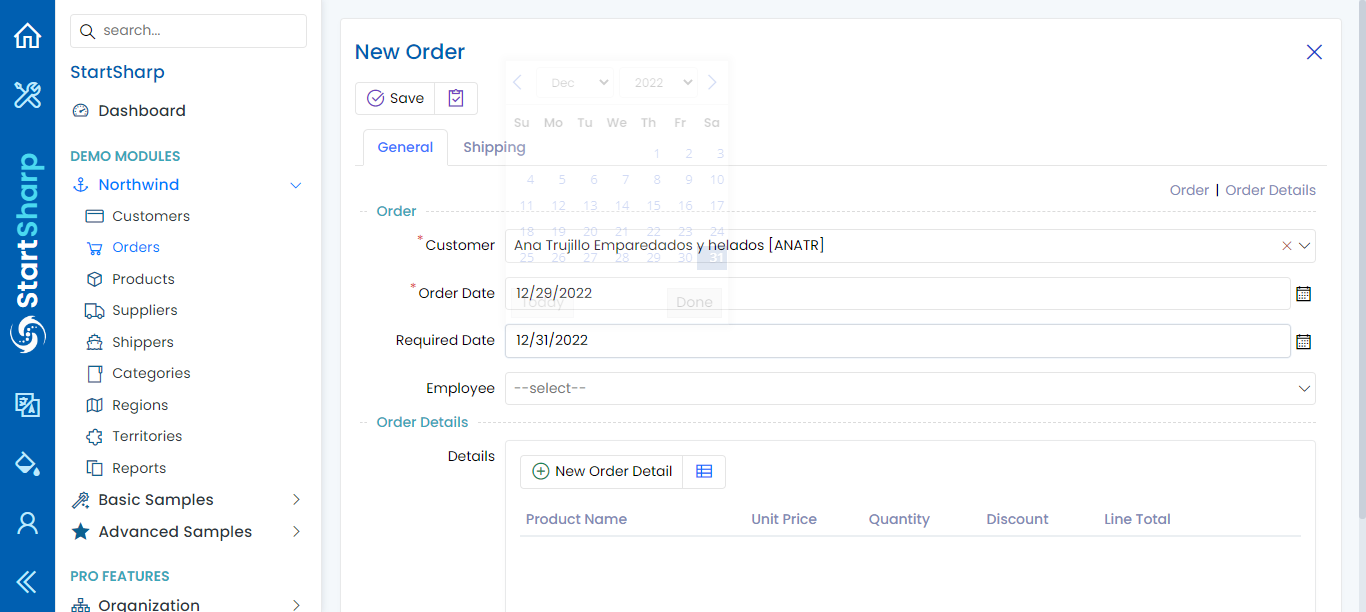 search...
StartSharp
Dashboard
DEMO MODULES
Northwind
Customers
Orders
Products
Suppliers
Shippers
Categories
Regions
Territories
Reports
Basic Samples
Advanced Samples
PRO FEATURES
Organization
StartSharp
New Order
Save
General Shipping
Order | Order Details
Order
* Customer Ana Trujillo Emparedados y helados [ANATR]
* Order Date 12/29/2022
Required Date 12/31/2022
Employee --select--
Order Details
Details
New Order Detail
Product Name Unit Price Quantity Discount Line Total
Dec 2022
Su Mo Tu We Th Fr Sa
1 2 3
4 5 6 7 8 9 10
11 12 13 14 15 16 17
18 19 20 21 22 23 24
25 26 27 28 29 30 31
Today Done